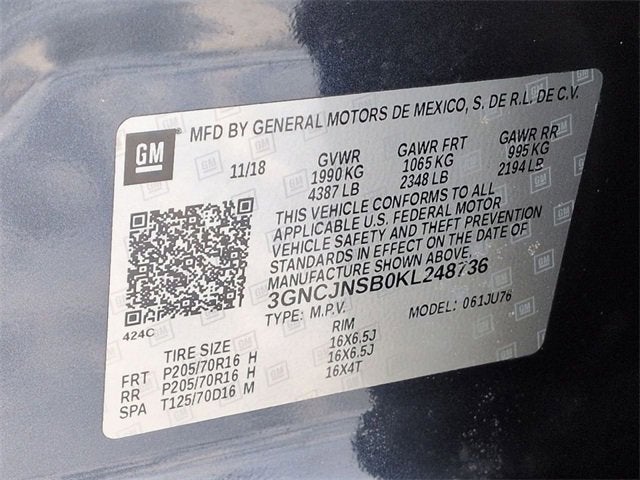 GM ® MFD BY GENERAL MOTORS DE MEXICO, S. DE R.L. DE C.V.
11/18 GVWR GAWR FRT GAWR RR
1990 KG 1065 KG 995 KG
4387 LB 2348 LB 2194 LB
THIS VEHICLE CONFORMS TO ALL
APPLICABLE U.S. FEDERAL MOTOR
VEHICLE SAFETY AND THEFT PREVENTION
STANDARDS IN EFFECT ON THE DATE OF
MANUFACTURE SHOWN ABOVE.
3GNCJNSB0KL248736
424C TYPE: M.P.V. MODEL: 061JU76
TIRE SIZE RIM
FRT P205/70R16 H 16X6.5J
RR P205/70R16 H 16X6.5J
SPA T125/70D16 M 16X4T